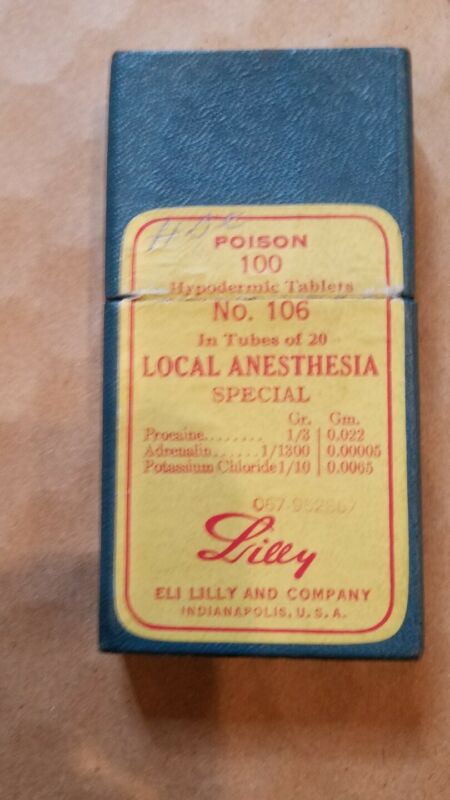 POISON
100
Hypodermic Tablets
No. 106
In Tubes of 20
LOCAL ANESTHESIA
SPECIAL
Gr. Gm.
Procaine........ 1/3 0.022
Adrenalin...... 1/1300 0.00005
Potassium Chloride 1/10 0.0065
Lilly
ELI LILLY AND COMPANY
INDIANAPOLIS, U. S. A.